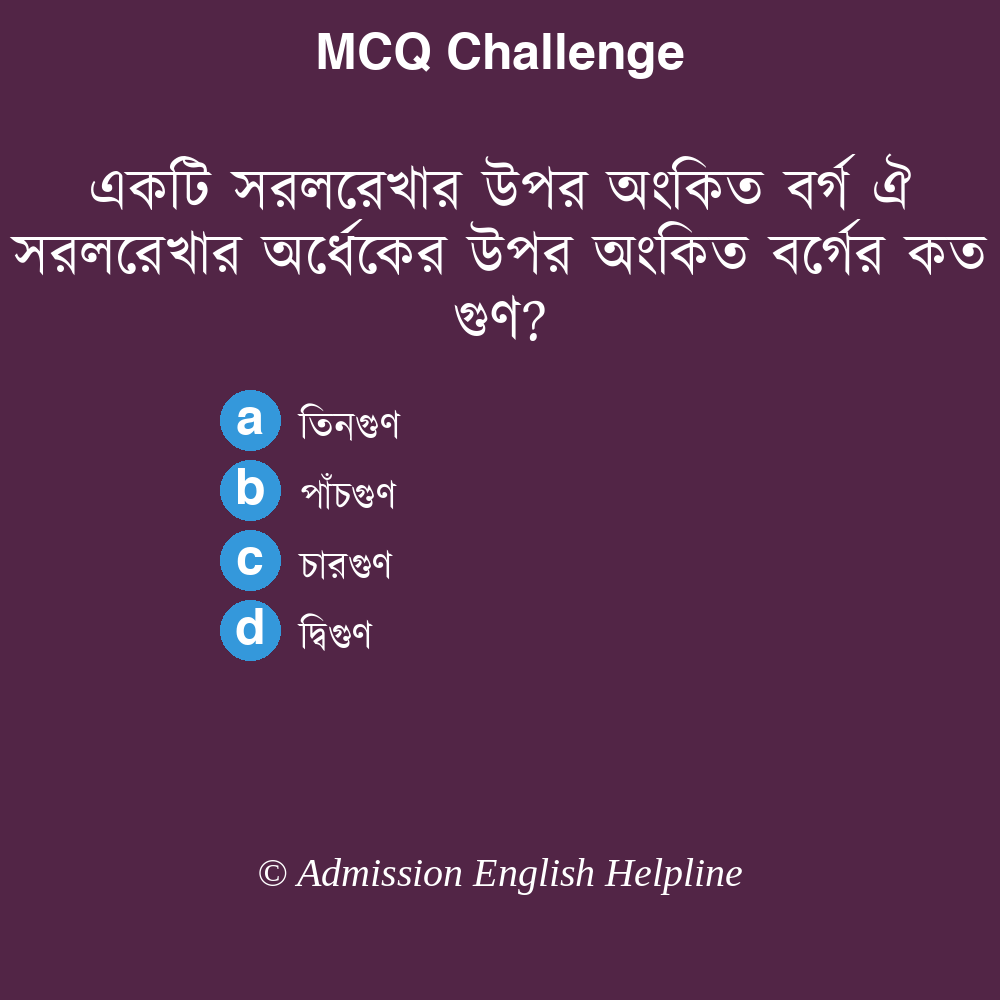 MCQ Challenge
একটি সরলরেখার উপর অংকিত বর্গ ঐ
সরলরেখার অর্ধেকের উপর অংকিত বর্গের কত
গুণ?
a তিনগুণ
b পাঁচগুণ
c চারগুণ
d দ্বিগুণ
© Admission English Helpline